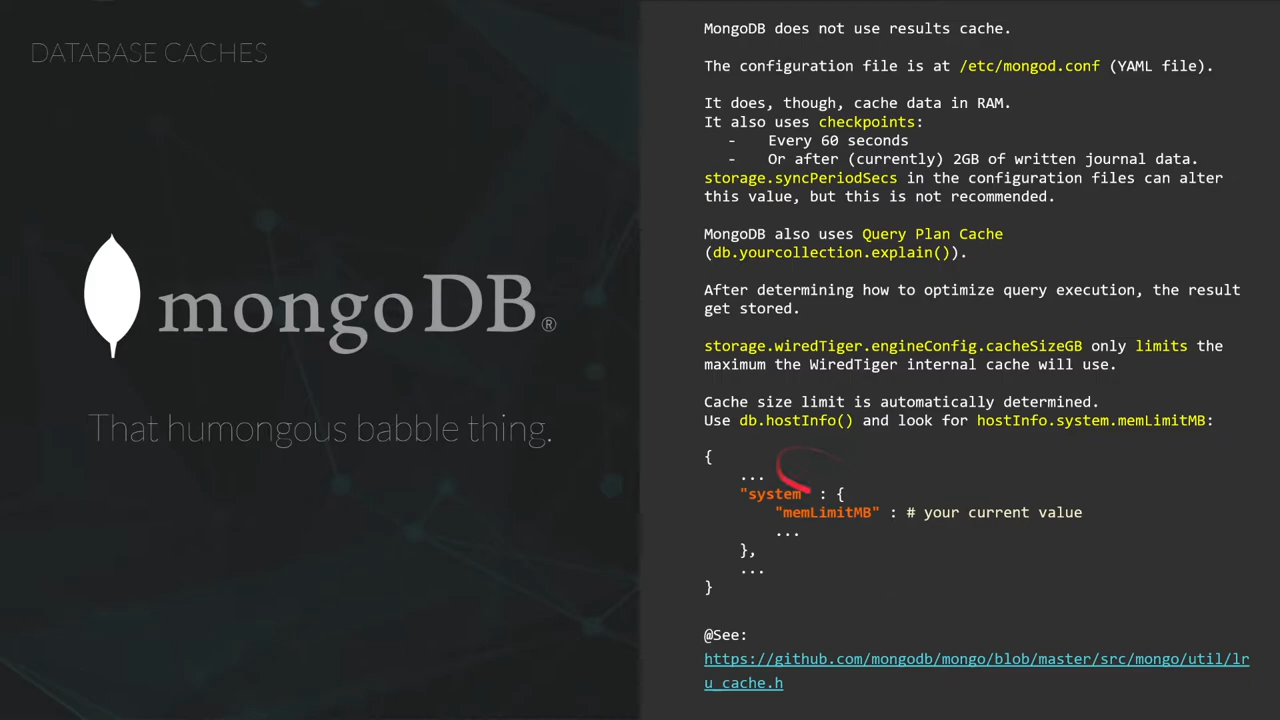 DATABASE CACHES
mongoDB®
That humongous babble thing.
MongoDB does not use results cache.
The configuration file is at /etc/mongod.conf (YAML file).
It does, though, cache data in RAM.
It also uses checkpoints:
- Every 60 seconds
- Or after (currently) 2GB of written journal data.
storage.syncPeriodSecs in the configuration files can alter
this value, but this is not recommended.
MongoDB also uses Query Plan Cache
(db.yourcollection.explain()).
After determining how to optimize query execution, the result
get stored.
storage.wiredTiger.engineConfig.cacheSizeGB only limits the
maximum the WiredTiger internal cache will use.
Cache size limit is automatically determined.
Use db.hostInfo() and look for hostInfo.system.memLimitMB:
{
...
"system" : {
"memLimitMB" : # your current value
...
},
...
}
@See:
https://github.com/mongodb/mongo/blob/master/src/mongo/util/lr
u_cache.h